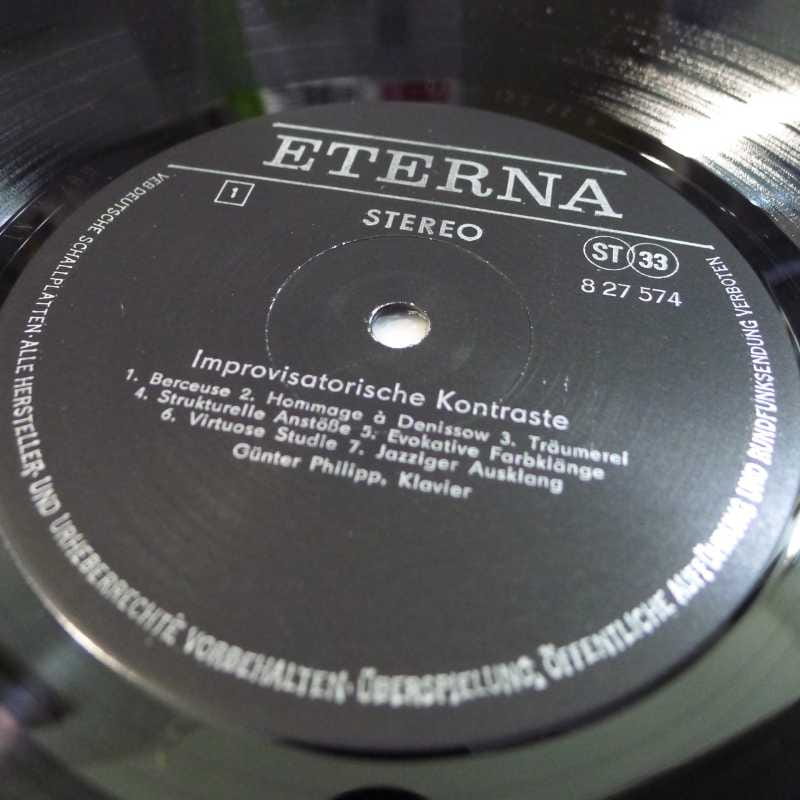 ETERNA
1
STEREO
ST 33
8 27 574
Improvisatorische Kontraste
1. Berceuse 2. Hommage à Denissow 3. Träumerei
4. Strukturelle Anstöße 5. Evokative Farbklänge
6. Virtuose Studie 7. Jazziger Ausklang
Günter Philipp, Klavier
VEB DEUTSCHE SCHALLPLATTEN · ALLE HERSTELLER- UND URHEBERRECHTE VORBEHALTEN · ÜBERSPIELUNG, ÖFFENTLICHE AUFFÜHRUNG UND RUNDFUNKSENDUNG VERBOTEN